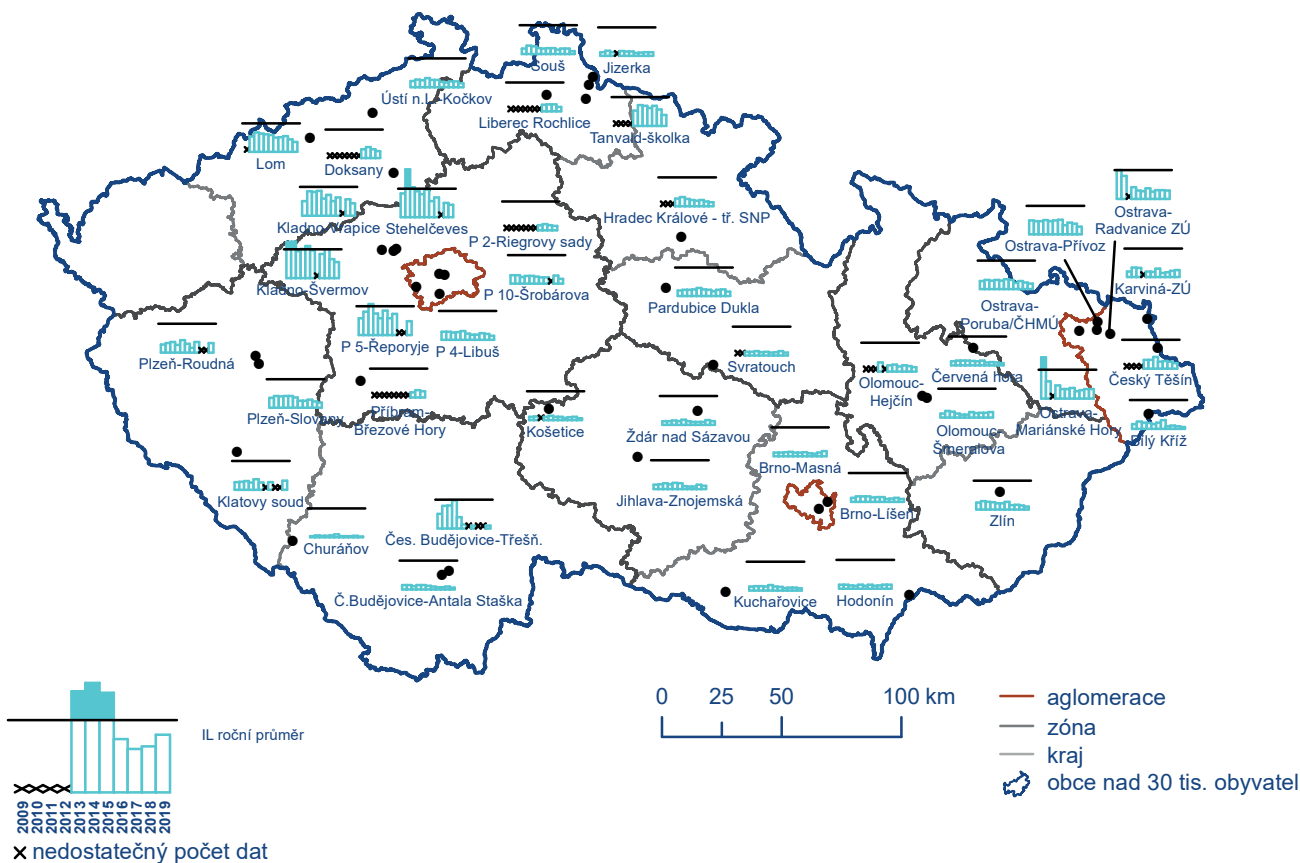 Souš
Jizerka
Ústí n.L.-Kočkov
Liberec Rochlice
Tanvald-školka
Lom
Doksany
Ostrava-
Radvanice ZÚ
Hradec Králové - tř. SNP
Kladno-Vrapice
Stehelčeves
P 2-Riegrovy sady
Ostrava-Přívoz
Kladno-Švermov
P 10-Šrobárova
Karviná-ZÚ
Pardubice Dukla
Ostrava-
Poruba/ČHMÚ
P 5-Řeporyje
P 4-Libuš
Plzeň-Roudná
Svratouch
Olomouc-
Hejčín
Červená hora
Český Těšín
Plzeň-Slovany
Příbram-
Březové Hory
Košetice
Ždár nad Sázavou
Olomouc-
Šmeralova
Ostrava-
Mariánské Hory
Bílý Kříž
Brno-Masná
Klatovy soud
Jihlava-Znojemská
Brno-Líšeň
Zlín
Churáňov
Čes. Budějovice-Třešň.
Č.Budějovice-Antala Staška
Kuchařovice
Hodonín
0 25 50 100 km
aglomerace
zóna
kraj
obce nad 30 tis. obyvatel
IL roční průměr
2009
2010
2011
2012
2013
2014
2015
2016
2017
2018
2019
x nedostatečný počet dat